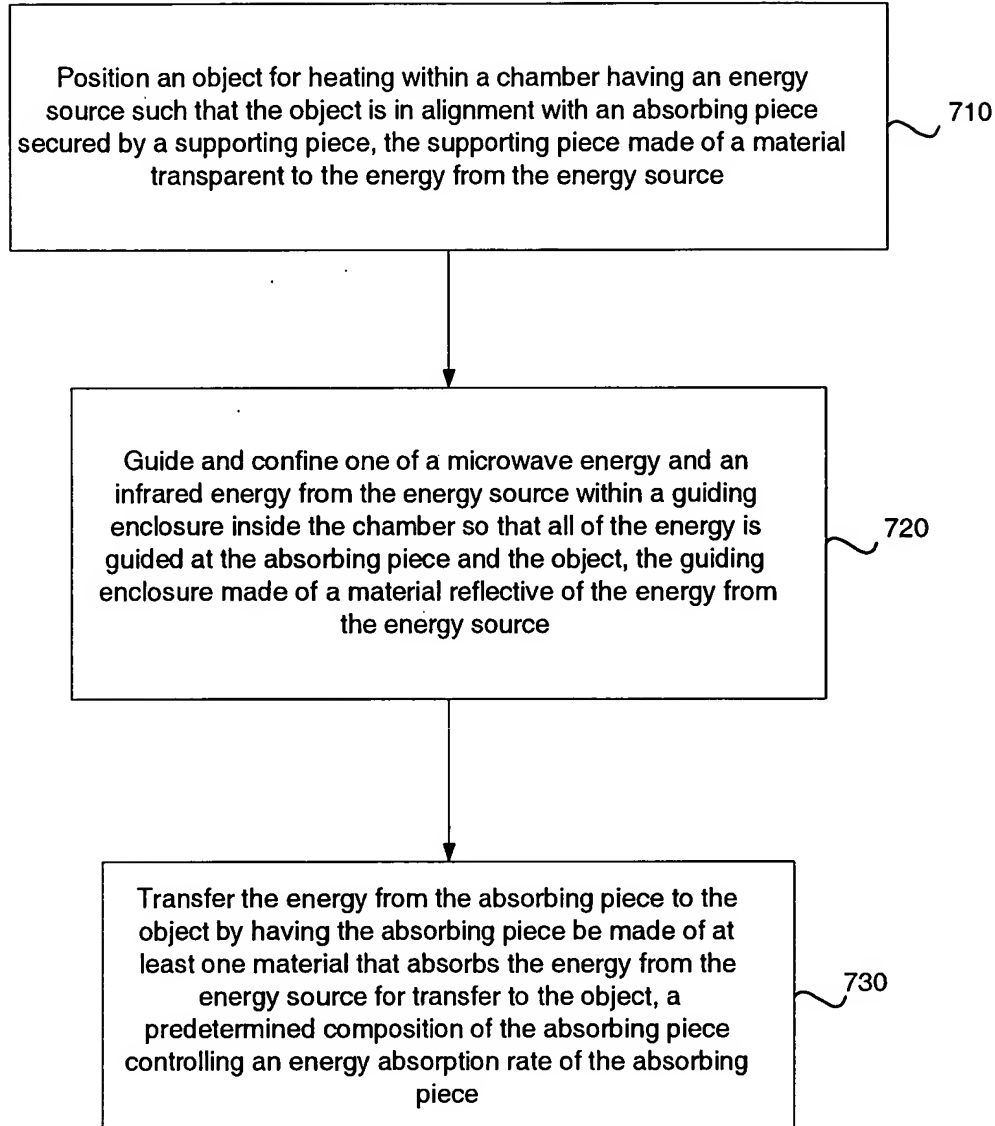 Position an object for heating within a chamber having an energy
source such that the object is in alignment with an absorbing piece
secured by a supporting piece, the supporting piece made of a material
transparent to the energy from the energy source
710
Guide and confine one of a microwave energy and an
infrared energy from the energy source within a guiding
enclosure inside the chamber so that all of the energy is
guided at the absorbing piece and the object, the guiding
enclosure made of a material reflective of the energy from
the energy source
720
Transfer the energy from the absorbing piece to the
object by having the absorbing piece be made of at
least one material that absorbs the energy from the
energy source for transfer to the object, a
predetermined composition of the absorbing piece
controlling an energy absorption rate of the absorbing
piece
730